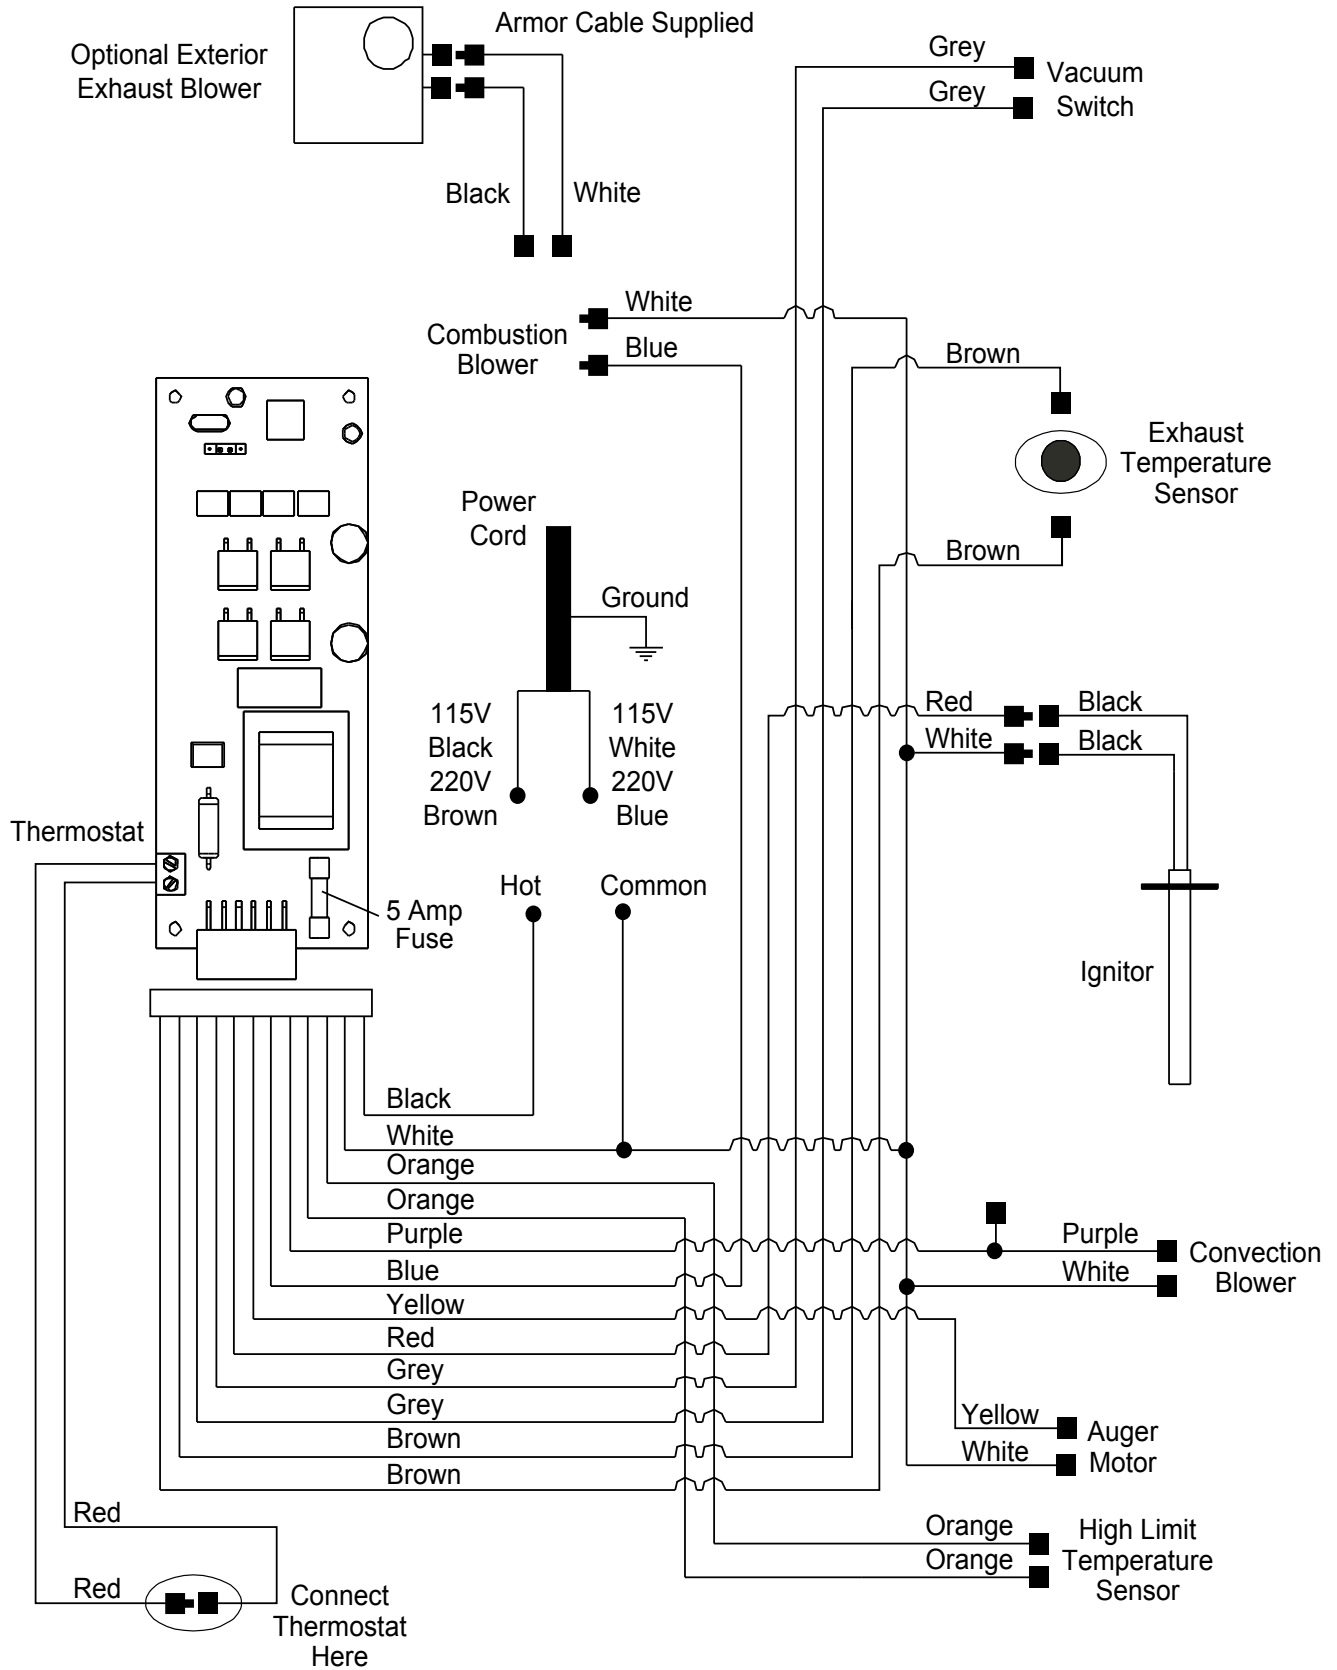 Armor Cable Supplied
Optional Exterior
Exhaust Blower
Black
White
Grey
Vacuum
Grey
Switch
White
Combustion
Blower
Blue
Brown
Exhaust
Temperature
Sensor
Brown
Power
Cord
Ground
115V
Black
220V
Brown
115V
White
220V
Blue
Red
Black
White
Black
Ignitor
Thermostat
5 Amp
Fuse
Hot
Common
Black
White
Orange
Orange
Purple
Blue
Yellow
Red
Grey
Grey
Brown
Brown
Purple
White
Convection
Blower
Yellow
White
Auger
Motor
Orange
Orange
High Limit
Temperature
Sensor
Red
Red
Connect
Thermostat
Here